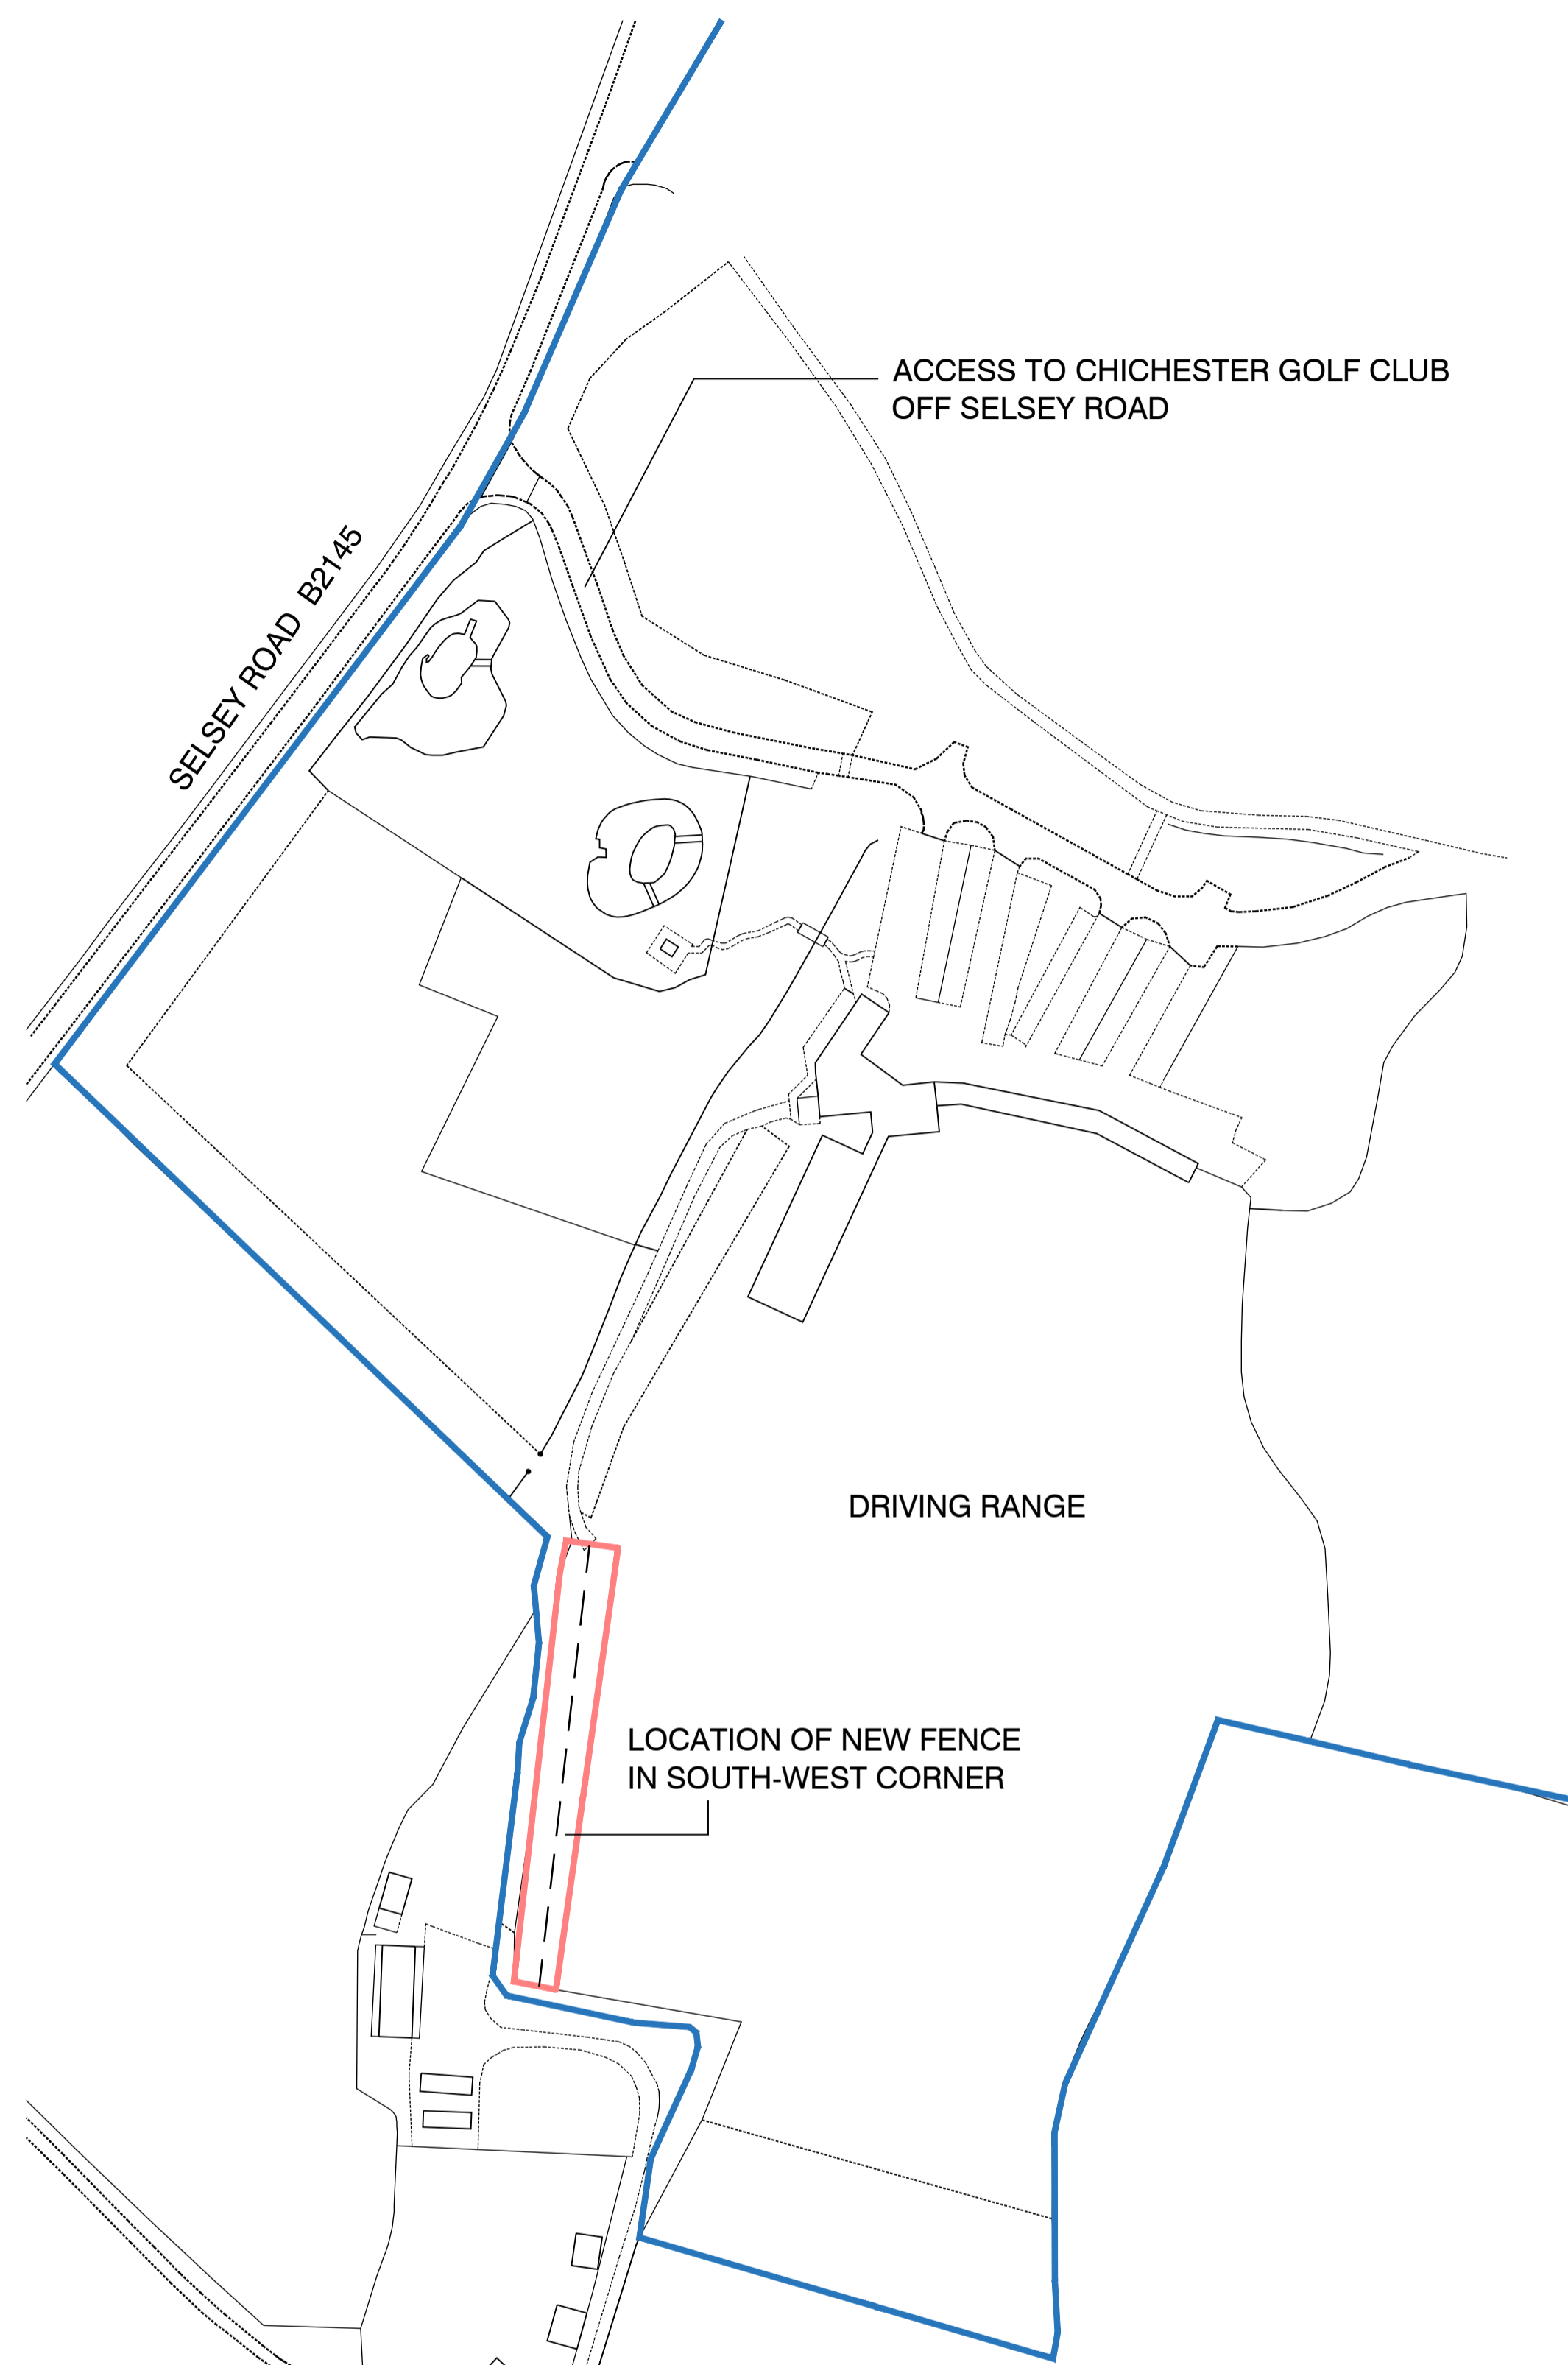 ACCESS TO CHICHESTER GOLF CLUB
OFF SELSEY ROAD
SELSEY ROAD B2145
DRIVING RANGE
LOCATION OF NEW FENCE
IN SOUTH-WEST CORNER